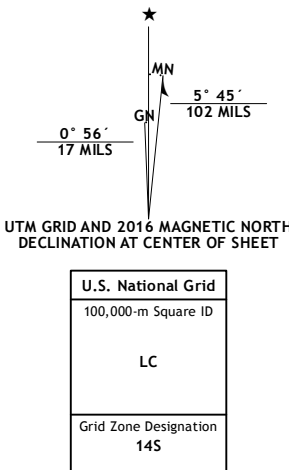 ★
MN
5° 45´
102 MILS
GN
0° 56´
17 MILS
UTM GRID AND 2016 MAGNETIC NORTH
DECLINATION AT CENTER OF SHEET
U.S. National Grid
100,000-m Square ID
LC
Grid Zone Designation
14S